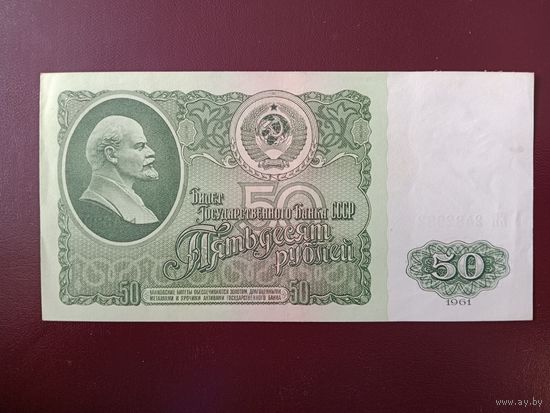 50
Билет
Государственного Банка СССР
Пятьдесят
рублей
50
БАНКОВСКИЕ БИЛЕТЫ ОБЕСПЕЧИВАЮТСЯ ЗОЛОТОМ, ДРАГОЦЕННЫМИ
МЕТАЛЛАМИ И ПРОЧИМИ АКТИВАМИ ГОСУДАРСТВЕННОГО БАНКА
50
50
1961
www.ay.by